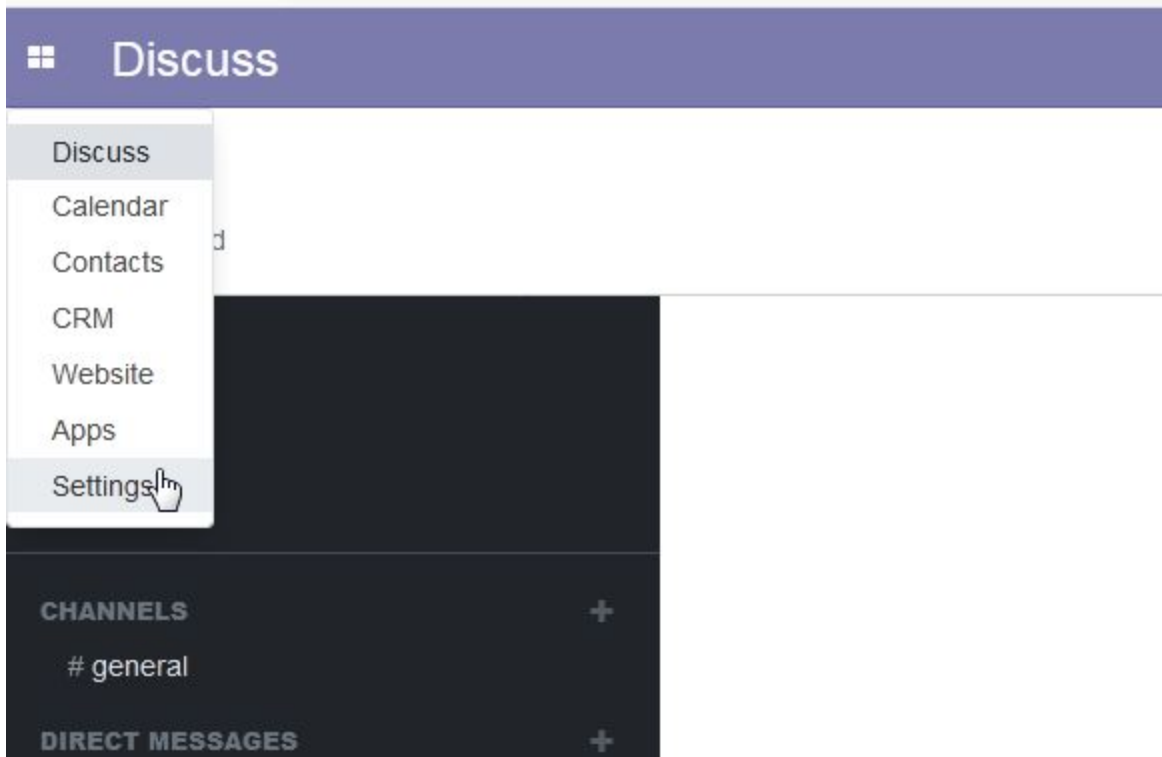 Discuss
Discuss
Calendar
d
Contacts
CRM
Website
Apps
Settings
CHANNELS
# general
DIRECT MESSAGES